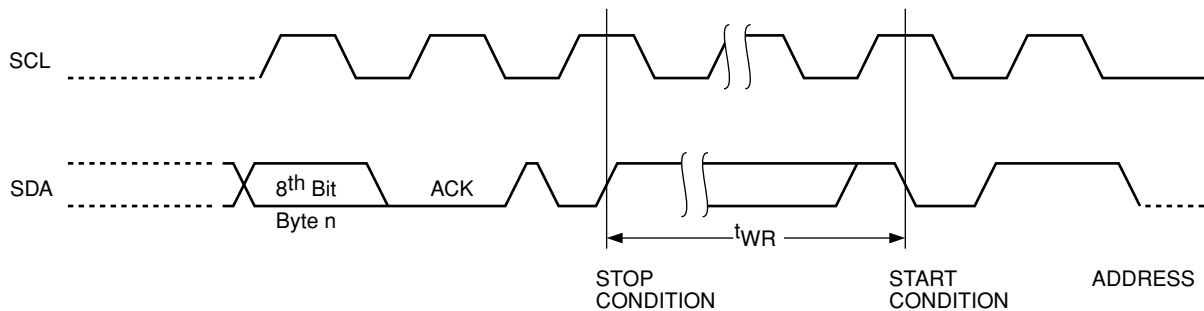 SCL
SDA
8th Bit
ACK
Byte n
tWR
STOP
CONDITION
START
CONDITION
ADDRESS